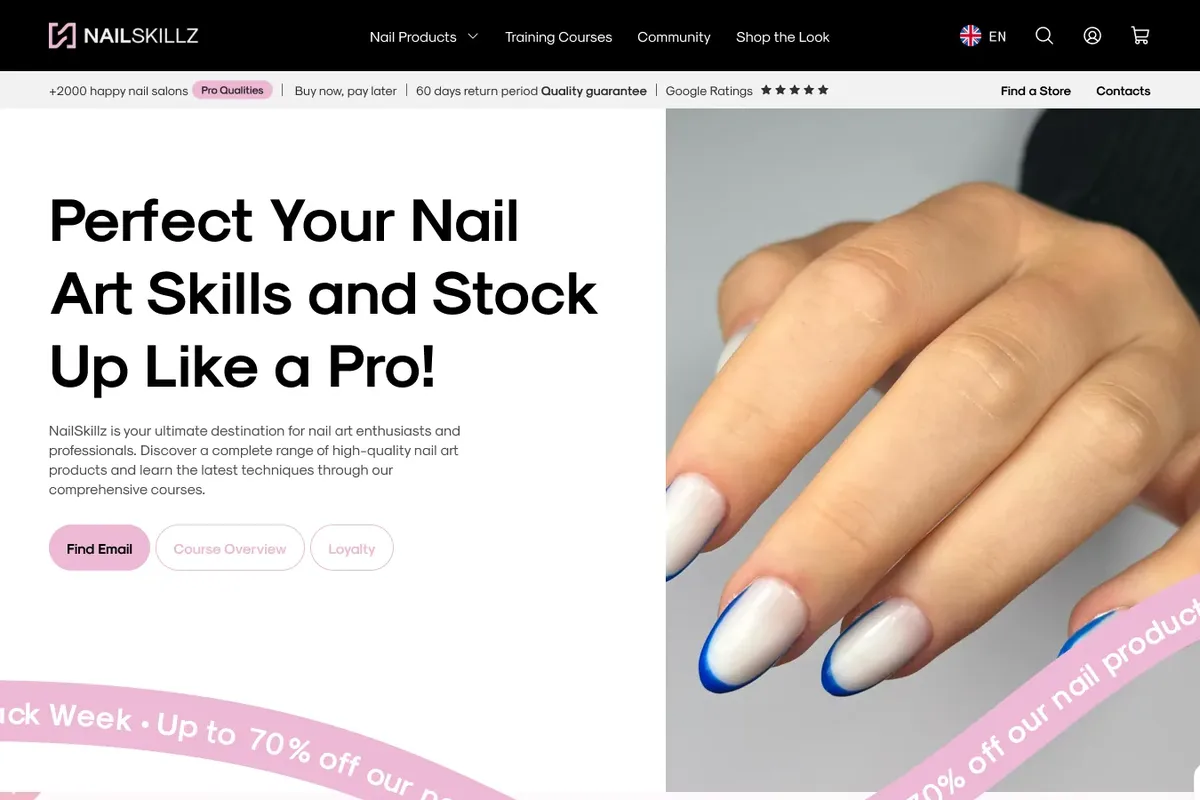 NAILSKILLZ
Nail Products
Training Courses
Community
Shop the Look
EN
+2000 happy nail salons Pro Qualities
Buy now, pay later
60 days return period Quality guarantee
Google Ratings ★★★★★
Find a Store
Contacts
Perfect Your Nail
Art Skills and Stock
Up Like a Pro!
NailSkillz is your ultimate destination for nail art enthusiasts and
professionals. Discover a complete range of high-quality nail art
products and learn the latest techniques through our
comprehensive courses.
Find Email
Course Overview
Loyalty
Week • Up to 70% off our
70% off our nail product